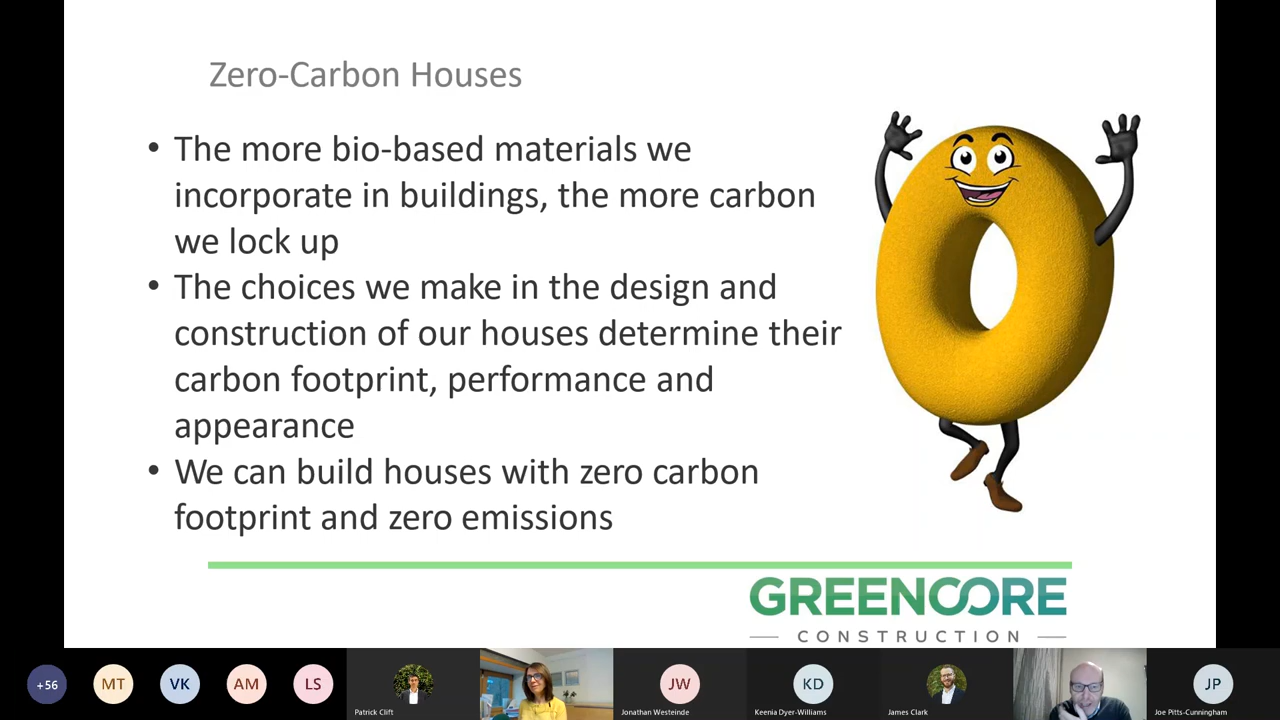 Zero-Carbon Houses
• The more bio-based materials we
incorporate in buildings, the more carbon
we lock up
• The choices we make in the design and
construction of our houses determine their
carbon footprint, performance and
appearance
• We can build houses with zero carbon
footprint and zero emissions
GREENCORE
CONSTRUCTION
+56
MT
VK
AM
LS
Patrick Clift
JW
Jonathan Westeinde
KD
Keenia Dyer-Williams
James Clark
JP
Joe Pitts-Cunningham